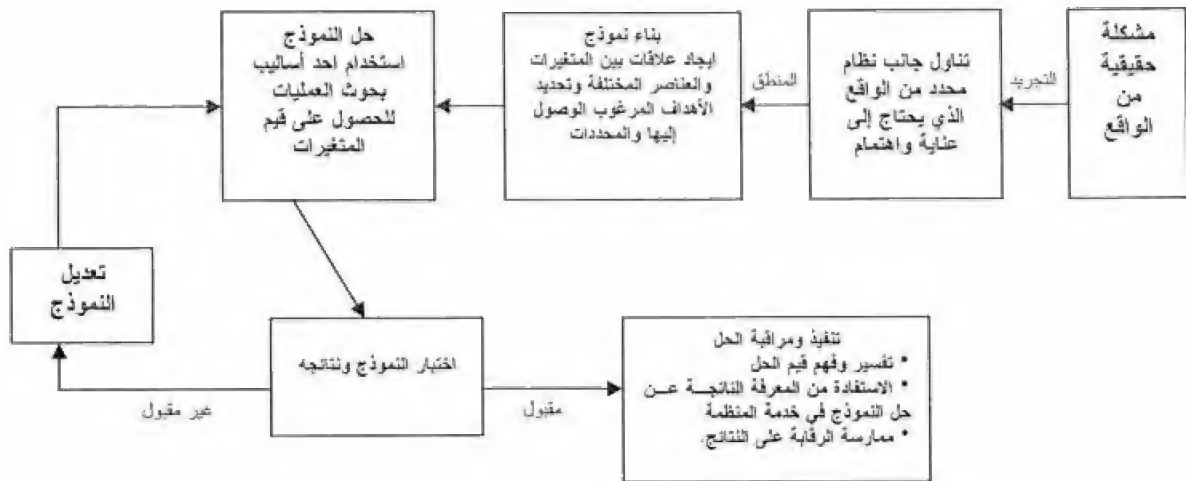 مشكلة
حقيقية
من
الواقع
التجريد
تناول جانب نظام
محدد من الواقع
الذي يحتاج إلى
عناية واهتمام
المنطق
بناء نموذج
ايجاد علاقات بين المتغيرات
والعناصر المختلفة وتحديد
الأهداف المرغوب الوصول
إليها والمحددات
حل النموذج
استخدام احد أساليب
بحوث العمليات
للحصول على قيم
المتغيرات
تعديل
النموذج
اختبار النموذج ونتائجه
غير مقبول
مقبول
تنفيذ ومراقبة الحل
• تفسير وفهم قيم الحل
• الاستفادة من المعرفة الناتجة عن
حل النموذج في خدمة المنظمة
• ممارسة الرقابة على النتائج.